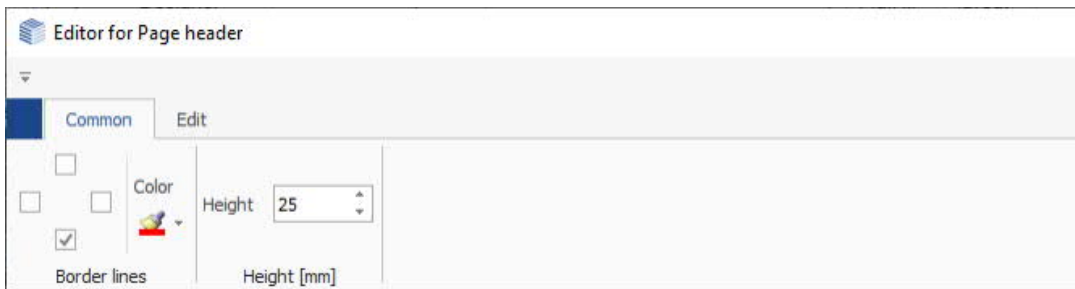 Editor for Page header
Common Edit
Color
Height 25
Border lines Height [mm]